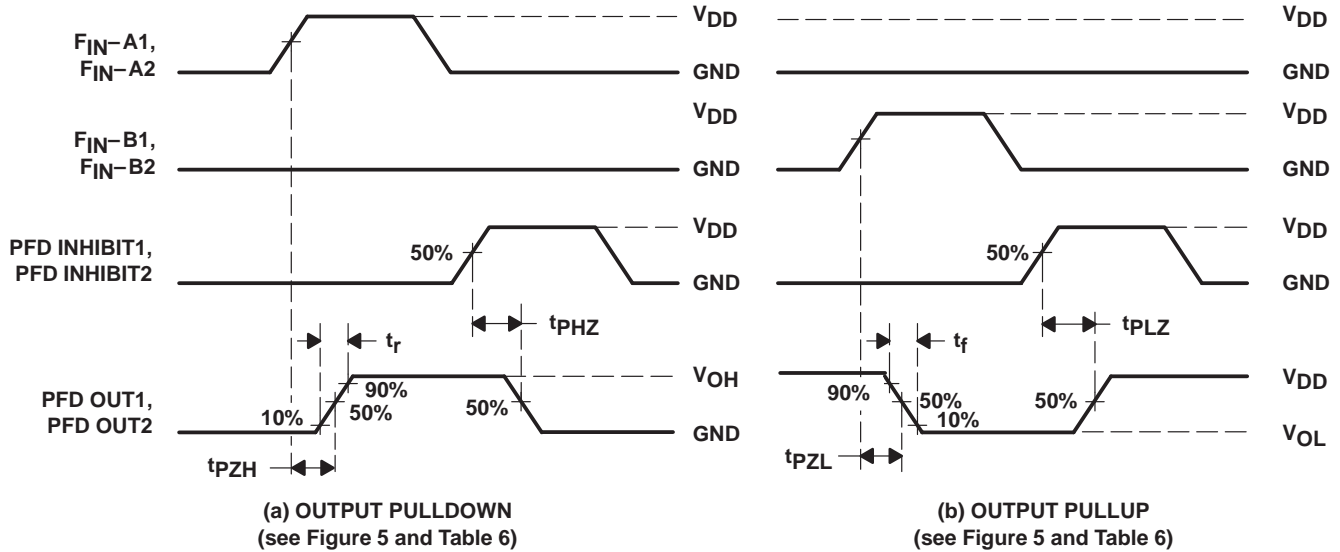 VDD
VDD
FIN–A1,
FIN–A2
GND
GND
VDD
VDD
FIN–B1,
FIN–B2
GND
GND
VDD
VDD
PFD INHIBIT1,
PFD INHIBIT2
50%
50%
GND
GND
tPHZ
tPLZ
tr
tf
VOH
VDD
90%
90%
PFD OUT1,
PFD OUT2
10%
50%
50%
50%
10%
50%
GND
VOL
tPZH
tPZL
(a) OUTPUT PULLDOWN
(see Figure 5 and Table 6)
(b) OUTPUT PULLUP
(see Figure 5 and Table 6)